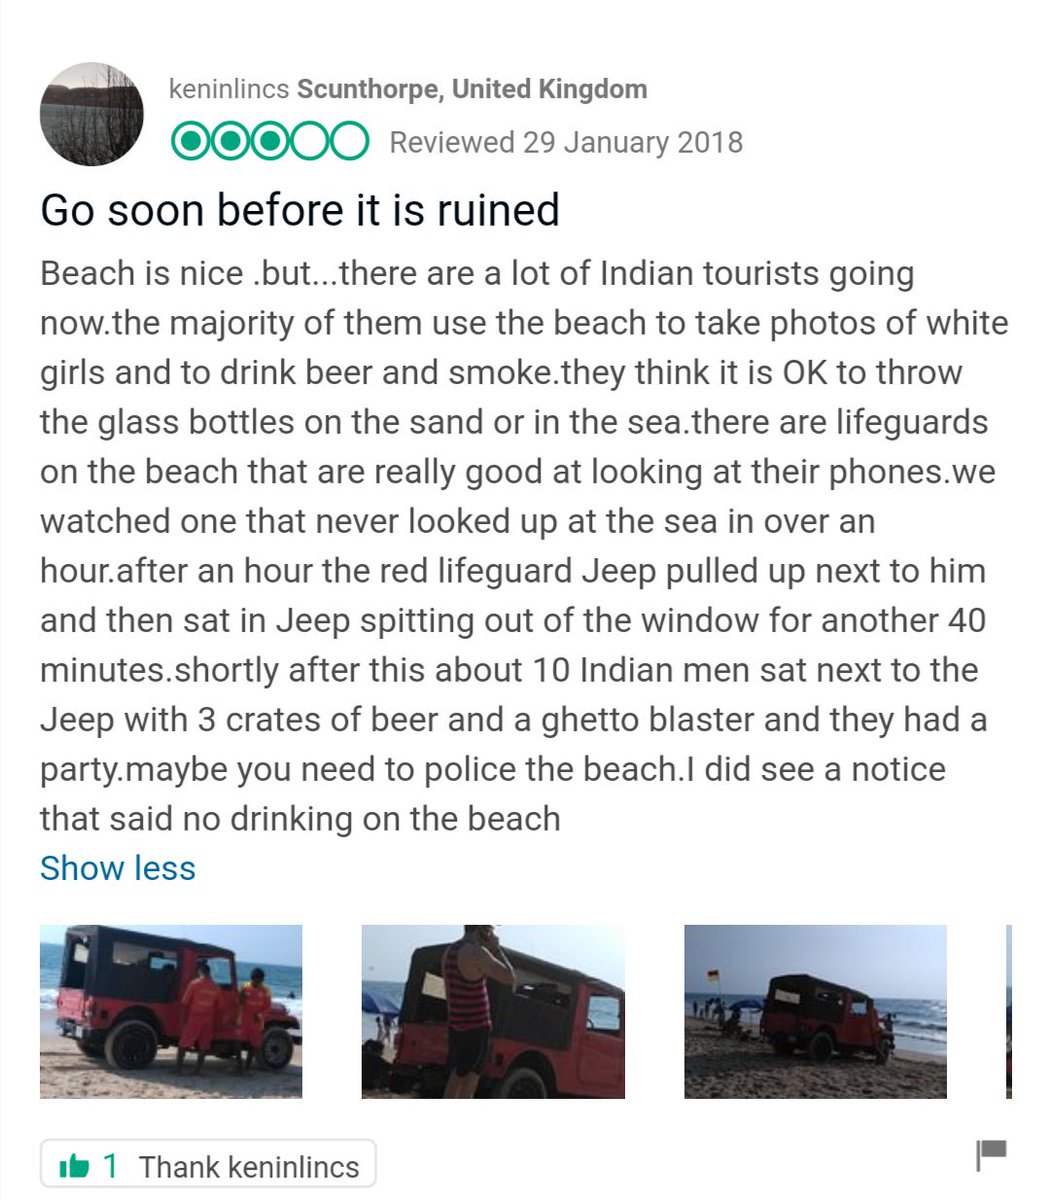 keninlincs Scunthorpe, United Kingdom
Reviewed 29 January 2018
Go soon before it is ruined
Beach is nice .but...there are a lot of Indian tourists going
now.the majority of them use the beach to take photos of white
girls and to drink beer and smoke.they think it is OK to throw
the glass bottles on the sand or in the sea.there are lifeguards
on the beach that are really good at looking at their phones.we
watched one that never looked up at the sea in over an
hour.after an hour the red lifeguard Jeep pulled up next to him
and then sat in Jeep spitting out of the window for another 40
minutes.shortly after this about 10 Indian men sat next to the
Jeep with 3 crates of beer and a ghetto blaster and they had a
party.maybe you need to police the beach.I did see a notice
that said no drinking on the beach
Show less
1 Thank keninlincs